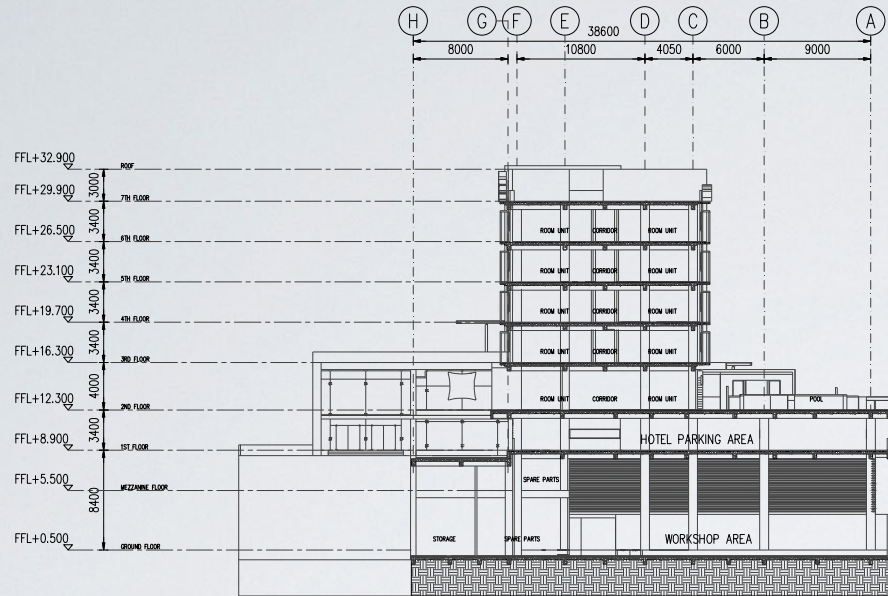 H G F E D C B A
38600
8000 10800 4050 6000 9000
FFL+32.900 ROOF
3000
FFL+29.900 7TH FLOOR
3400
FFL+26.500 6TH FLOOR
ROOM UNIT CORRIDOR ROOM UNIT
3400
FFL+23.100 5TH FLOOR
ROOM UNIT CORRIDOR ROOM UNIT
3400
FFL+19.700 4TH FLOOR
ROOM UNIT CORRIDOR ROOM UNIT
3400
FFL+16.300 3RD FLOOR
ROOM UNIT CORRIDOR ROOM UNIT
4000
FFL+12.300 2ND FLOOR
ROOM UNIT CORRIDOR ROOM UNIT POOL
3400
FFL+8.900 1ST FLOOR
HOTEL PARKING AREA
FFL+5.500 MEZZANINE FLOOR
SPARE PARTS
8400
FFL+0.500 GROUND FLOOR
STORAGE SPARE PARTS WORKSHOP AREA